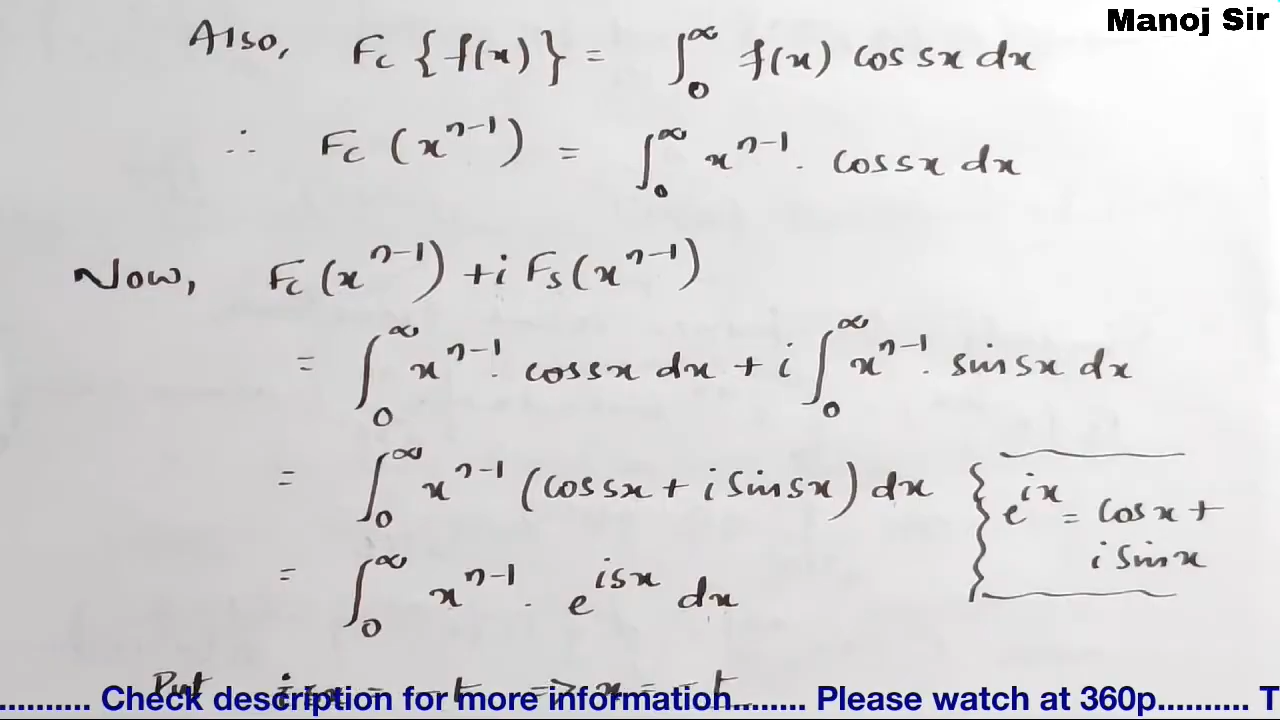 Manoj Sir
Also, Fc {f(x)} = ∫₀^∞ f(x) cos sx dx
∴ Fc (x^{n-1}) = ∫₀^∞ x^{n-1} . cos sx dx
Now, Fc (x^{n-1}) + i Fs (x^{n-1})
= ∫₀^∞ x^{n-1} . cos sx dx + i ∫₀^∞ x^{n-1} . sin sx dx
= ∫₀^∞ x^{n-1} (cos sx + i sin sx) dx
{ e^{ix} = cos x +
i sin x
= ∫₀^∞ x^{n-1} . e^{isx} dx
Put isx = -t => x = -t
.......... Check description for more information........ Please watch at 360p.......... T